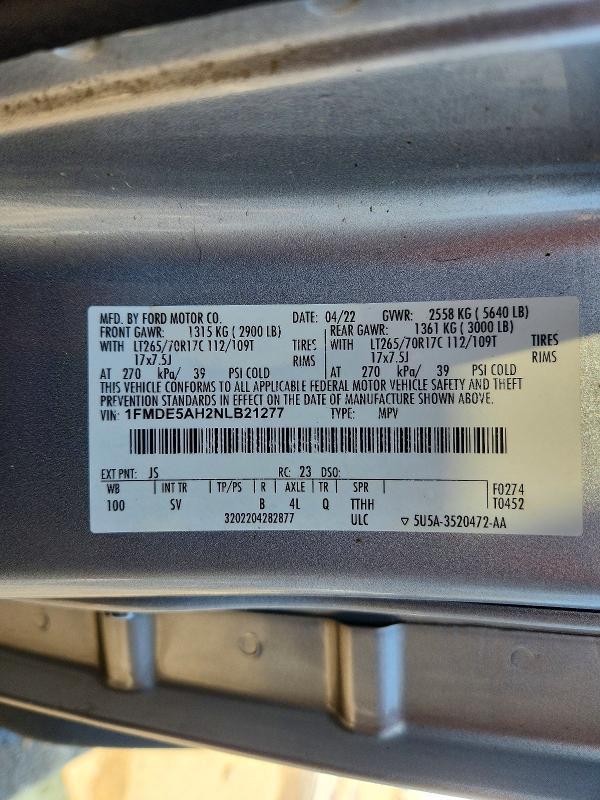 MFD. BY FORD MOTOR CO. DATE: 04/22 GVWR: 2558 KG ( 5640 LB)
FRONT GAWR: 1315 KG ( 2900 LB) REAR GAWR: 1361 KG ( 3000 LB)
WITH LT265/70R17C 112/109T TIRES WITH LT265/70R17C 112/109T TIRES
17x7.5J RIMS 17x7.5J RIMS
AT 270 kPa/ 39 PSI COLD AT 270 kPa/ 39 PSI COLD
THIS VEHICLE CONFORMS TO ALL APPLICABLE FEDERAL MOTOR VEHICLE SAFETY AND THEFT
PREVENTION STANDARDS IN EFFECT ON THE DATE OF MANUFACTURE SHOWN ABOVE.
VIN: 1FMDE5AH2NLB21277 TYPE: MPV
EXT PNT: JS RC: 23 DSO:
WB INT TR TP/PS R AXLE TR SPR F0274
100 SV B 4L Q TTHH T0452
3202204282877 ULC ▽ 5U5A-3520472-AA